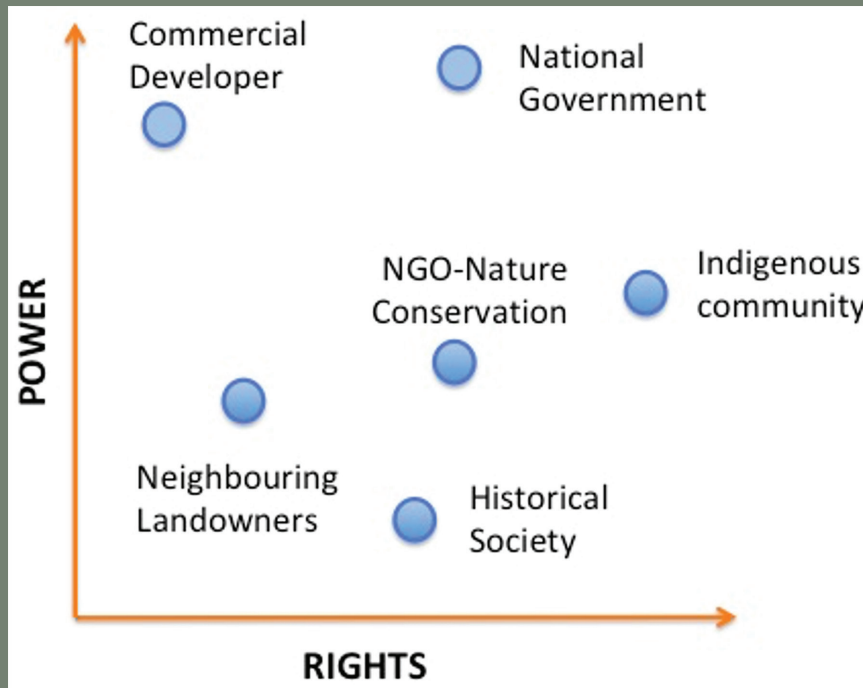 Commercial
Developer
National
Government
NGO-Nature
Conservation
Indigenous
community
POWER
Neighbouring
Landowners
Historical
Society
RIGHTS